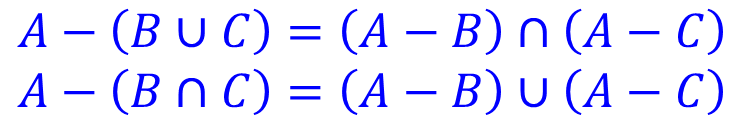 A − (B ∪ C) = (A − B) ∩ (A − C)
A − (B ∩ C) = (A − B) ∪ (A − C)